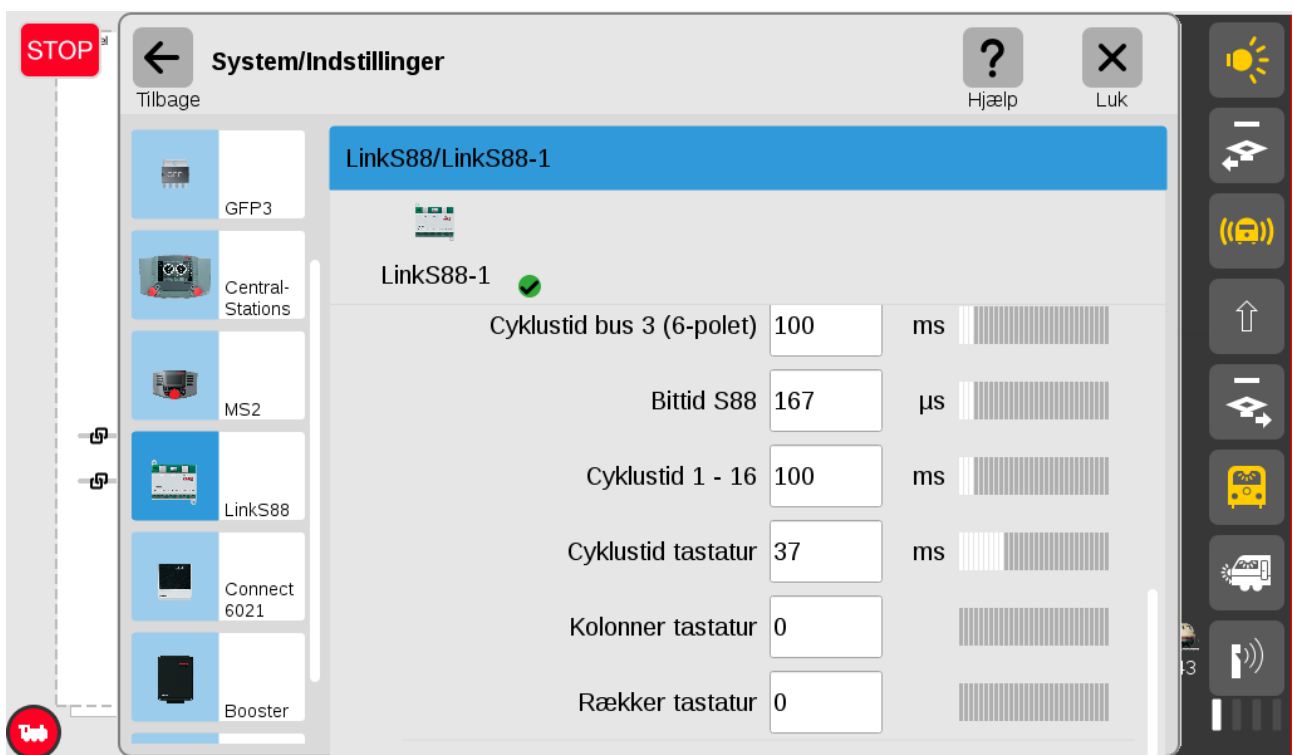 STOP
System/Indstillinger
Tilbage
Hjælp
Luk
GFP3
Central-
Stations
MS2
LinkS88
Connect
6021
Booster
LinkS88/LinkS88-1
LinkS88-1
Cyklustid bus 3 (6-polet) 100 ms
Bittid S88 167 µs
Cyklustid 1 - 16 100 ms
Cyklustid tastatur 37 ms
Kolonner tastatur 0
Rækker tastatur 0